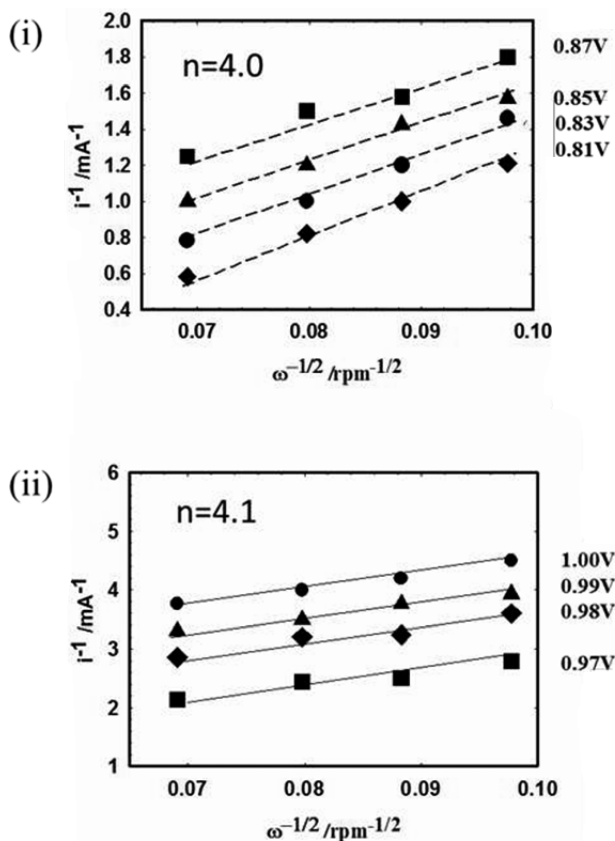 (i)
n=4.0
i⁻¹ /mA⁻¹
1.8
1.6
1.4
1.2
1.0
0.8
0.6
0.4
2.0
0.87V
0.85V
0.83V
0.81V
0.07 0.08 0.09 0.10
ω⁻¹/² /rpm⁻¹/²
(ii)
n=4.1
i⁻¹ /mA⁻¹
6
5
4
3
2
1
1.00V
0.99V
0.98V
0.97V
0.07 0.08 0.09 0.10
ω⁻¹/² /rpm⁻¹/²